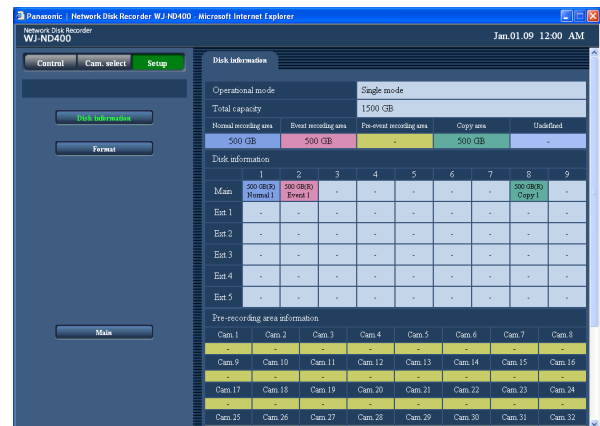 Panasonic | Network Disk Recorder WJ-ND400 - Microsoft Internet Explorer
Network Disk Recorder
WJ-ND400
Jan.01.09 12:00 AM
Control Cam. select Setup
Disk information
Format
Main
Disk information
Operational mode Single mode
Total capacity 1500 GB
Normal recording area Event recording area Pre-event recording area Copy area Undefined
500 GB 500 GB - 500 GB -
Disk information
1 2 3 4 5 6 7 8 9
Main 500 GB(R) 500 GB(R) - - - - - 500 GB(R) -
Normal 1 Event 1 Copy 1
Ext.1 - - - - - - - - -
Ext.2 - - - - - - - - -
Ext.3 - - - - - - - - -
Ext.4 - - - - - - - - -
Ext.5 - - - - - - - - -
Pre-recording area information
Cam.1 Cam.2 Cam.3 Cam.4 Cam.5 Cam.6 Cam.7 Cam.8
- - - - - - - -
Cam.9 Cam.10 Cam.11 Cam.12 Cam.13 Cam.14 Cam.15 Cam.16
- - - - - - - -
Cam.17 Cam.18 Cam.19 Cam.20 Cam.21 Cam.22 Cam.23 Cam.24
- - - - - - - -
Cam.25 Cam.26 Cam.27 Cam.28 Cam.29 Cam.30 Cam.31 Cam.32